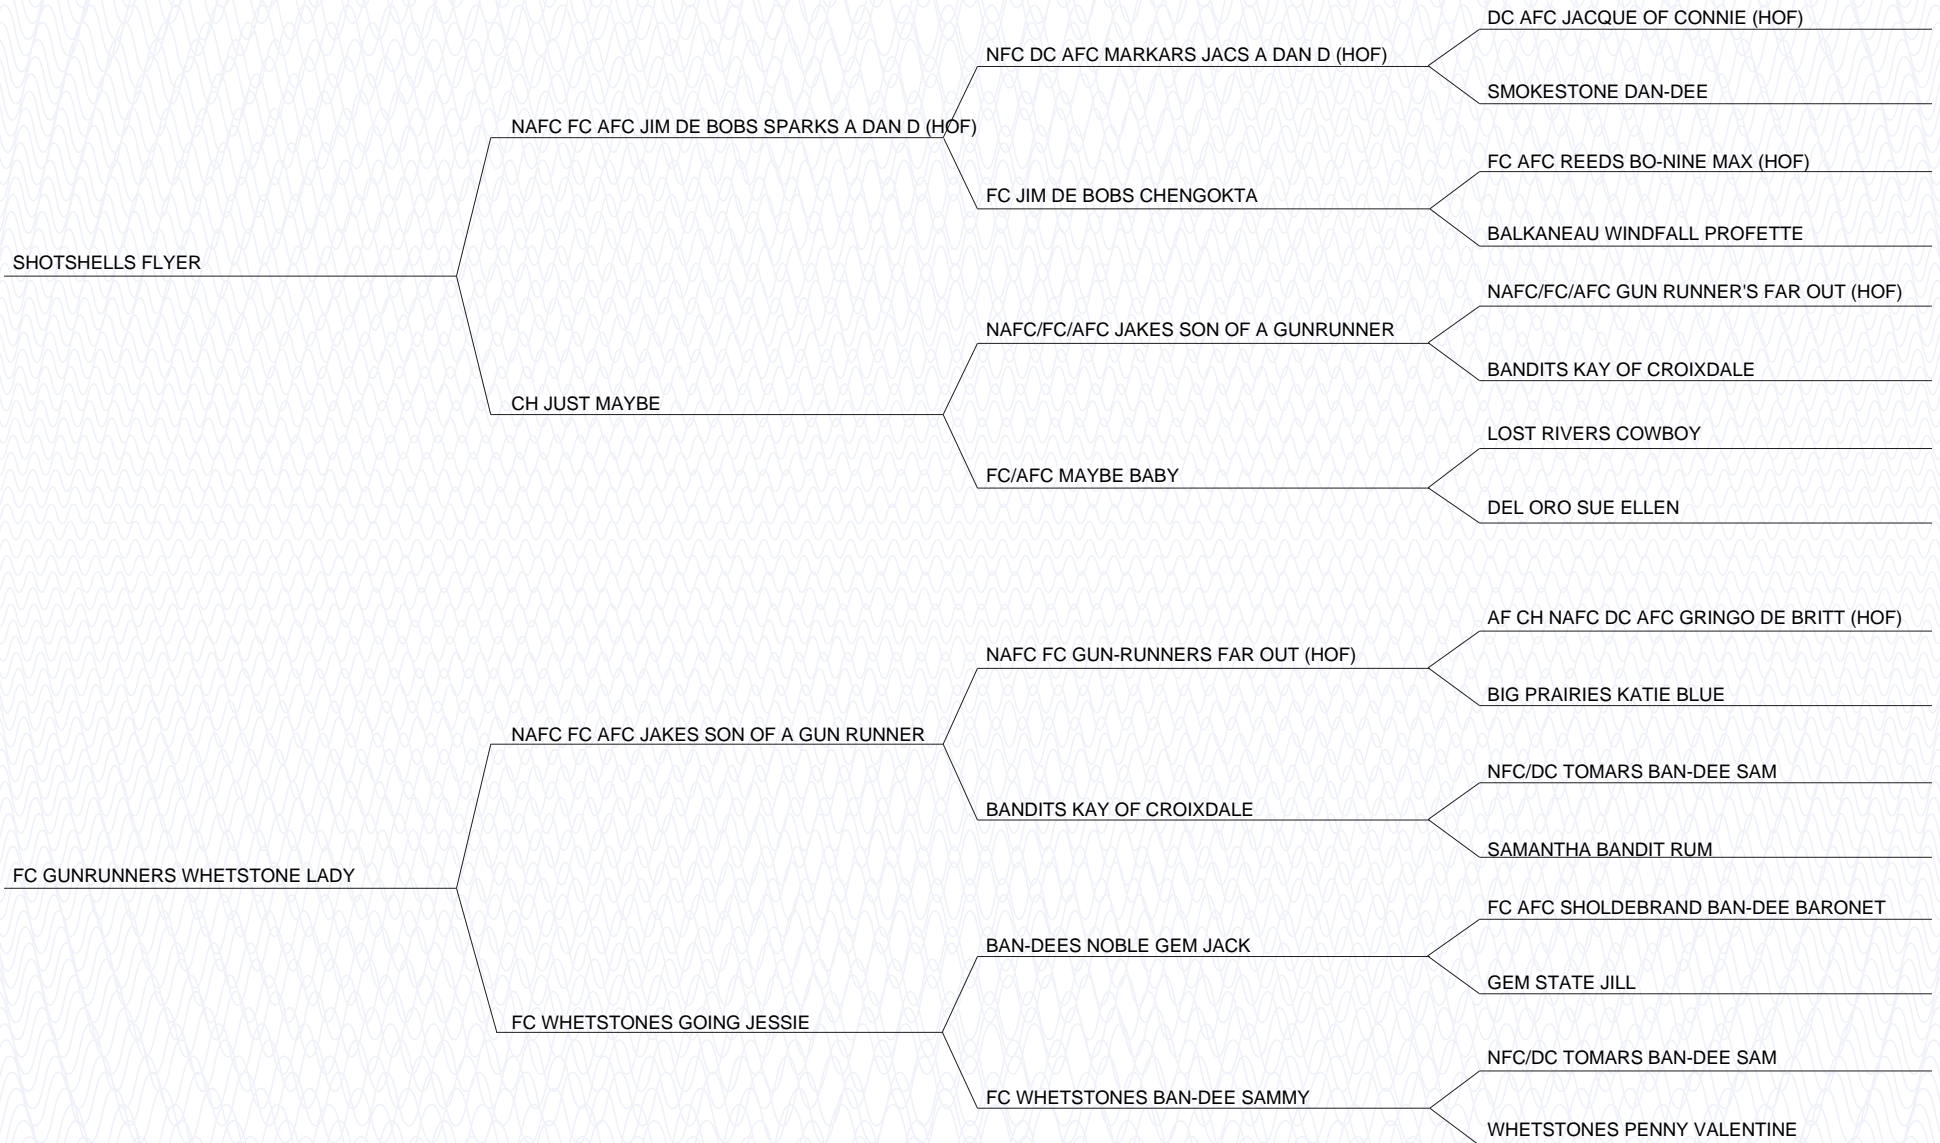 DC AFC JACQUE OF CONNIE (HOF)
NFC DC AFC MARKARS JACS A DAN D (HOF)
SMOKESTONE DAN-DEE
NAFC FC AFC JIM DE BOBS SPARKS A DAN D (HOF)
FC AFC REEDS BO-NINE MAX (HOF)
FC JIM DE BOBS CHENGOKTA
BALKANEAU WINDFALL PROFETTE
SHOTSHELLS FLYER
NAFC/FC/AFC GUN RUNNER'S FAR OUT (HOF)
NAFC/FC/AFC JAKES SON OF A GUNRUNNER
BANDITS KAY OF CROIXDALE
CH JUST MAYBE
LOST RIVERS COWBOY
FC/AFC MAYBE BABY
DEL ORO SUE ELLEN
AF CH NAFC DC AFC GRINGO DE BRITT (HOF)
NAFC FC GUN-RUNNERS FAR OUT (HOF)
BIG PRAIRIES KATIE BLUE
NAFC FC AFC JAKES SON OF A GUN RUNNER
NFC/DC TOMARS BAN-DEE SAM
BANDITS KAY OF CROIXDALE
SAMANTHA BANDIT RUM
FC GUNRUNNERS WHETSTONE LADY
FC AFC SHOLDEBRAND BAN-DEE BARONET
BAN-DEES NOBLE GEM JACK
GEM STATE JILL
FC WHETSTONES GOING JESSIE
NFC/DC TOMARS BAN-DEE SAM
FC WHETSTONES BAN-DEE SAMMY
WHETSTONES PENNY VALENTINE